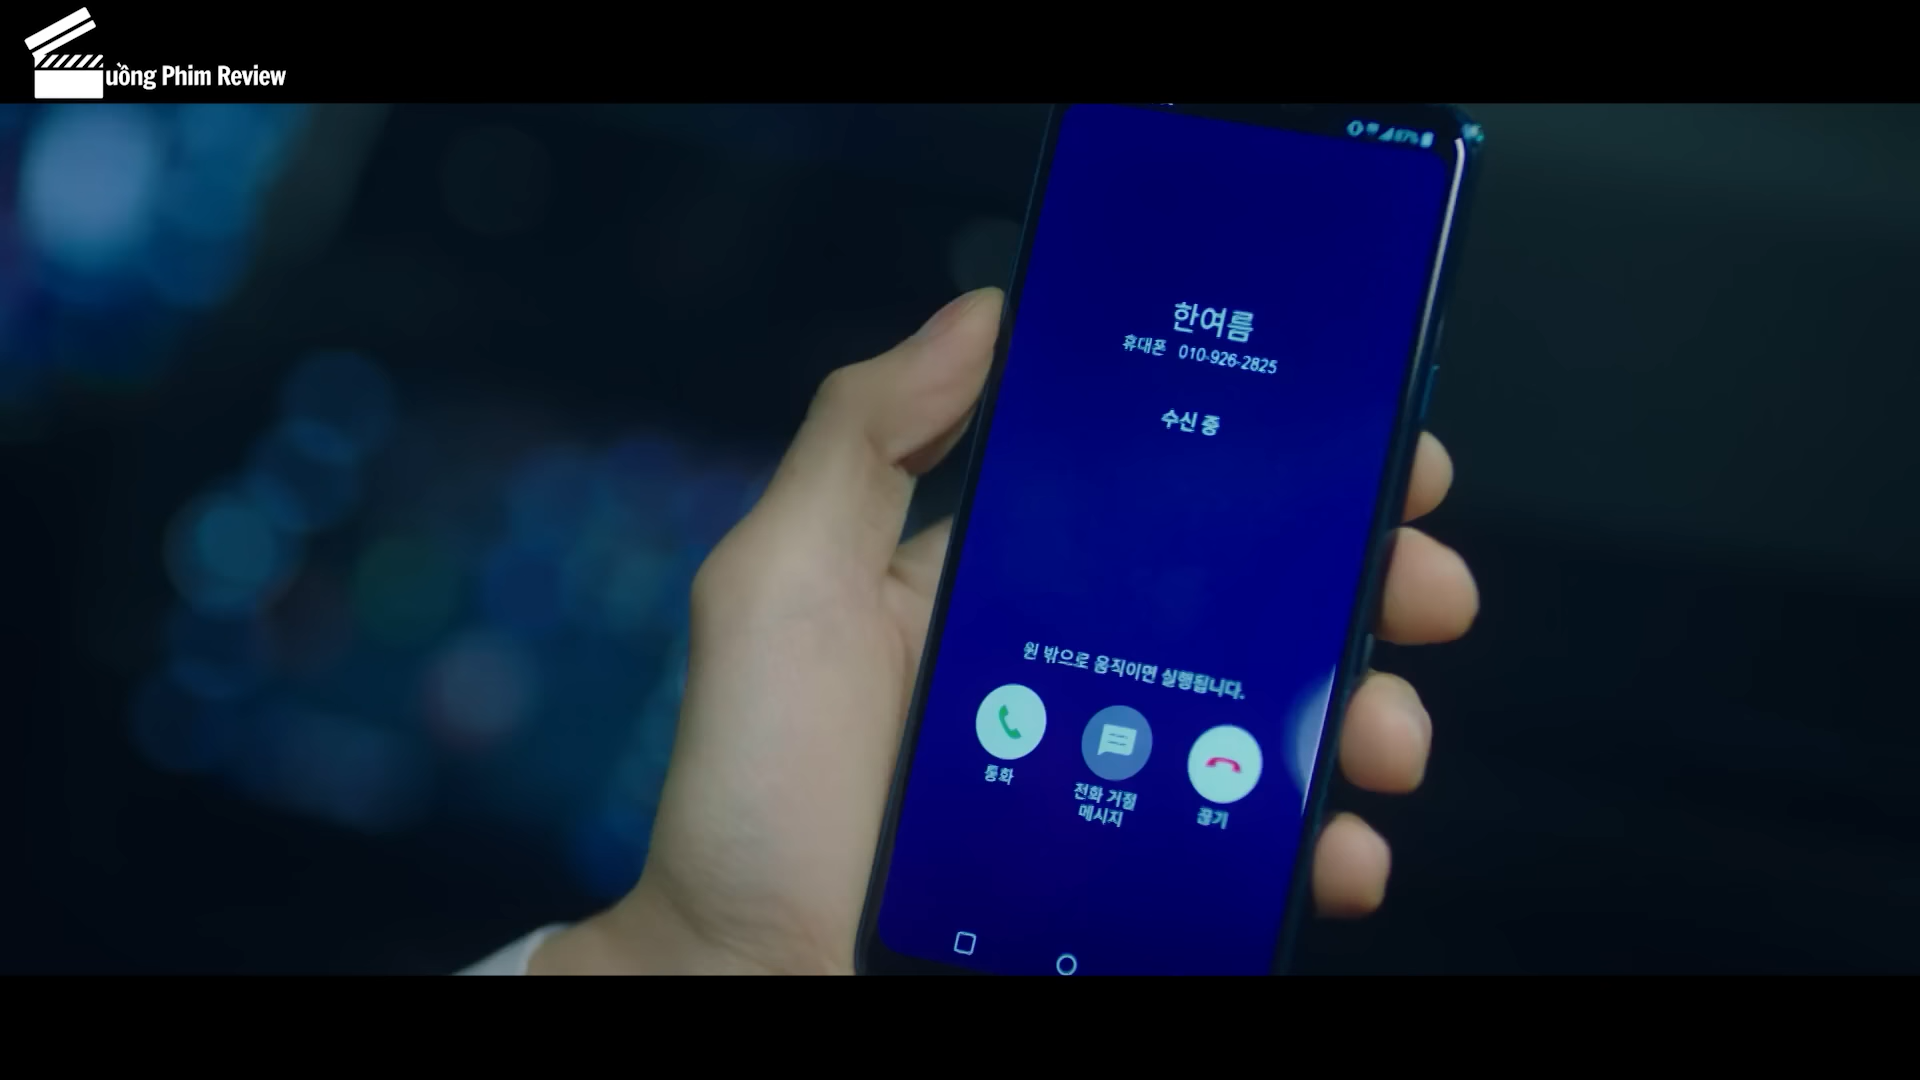 uồng Phim Review
87%
한여름
휴대폰 010-926-2825
수신 중
원 밖으로 움직이면 실행됩니다.
통화
전화 거절
메시지
끊기